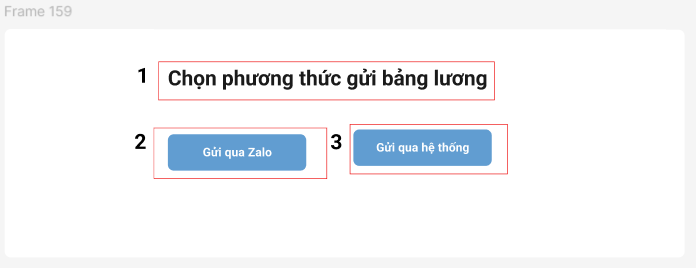 Frame 159
1 Chọn phương thức gửi bảng lương
2 Gửi qua Zalo 3 Gửi qua hệ thống